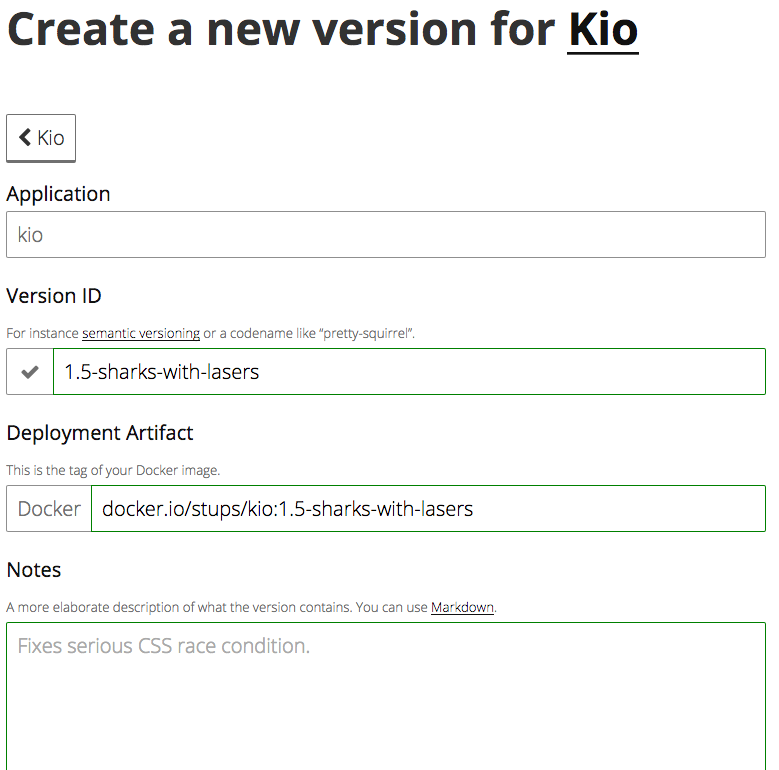 Create a new version for Kio
Kio
Application
kio
Version ID
For instance semantic versioning or a codename like “pretty-squirrel”.
1.5-sharks-with-lasers
Deployment Artifact
This is the tag of your Docker image.
Docker docker.io/stups/kio:1.5-sharks-with-lasers
Notes
A more elaborate description of what the version contains. You can use Markdown.
Fixes serious CSS race condition.